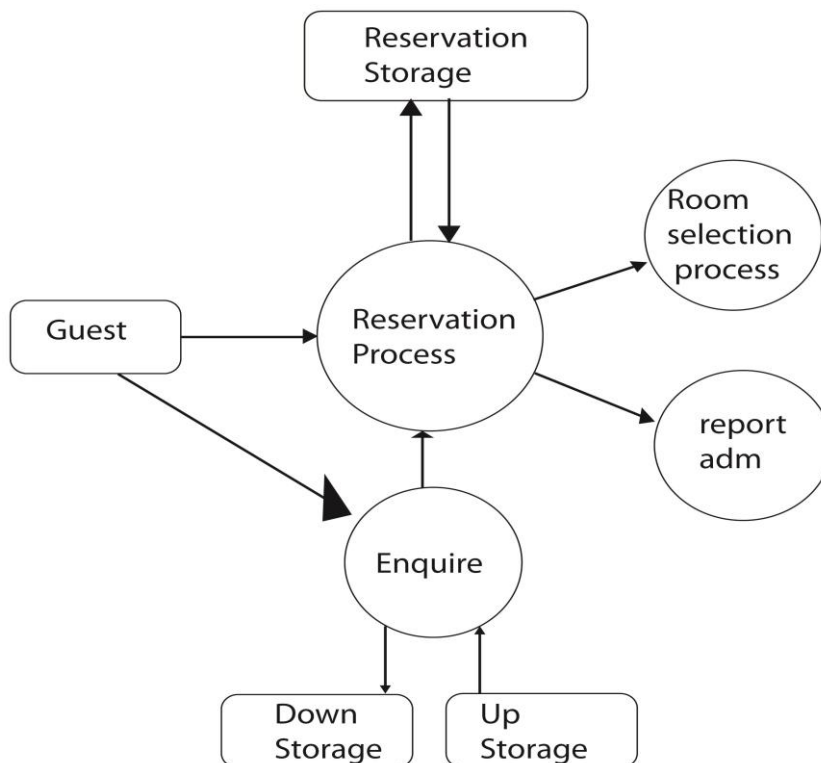 Reservation
Storage
Room
selection
process
Guest
Reservation
Process
report
adm
Enquire
Down
Storage
Up
Storage